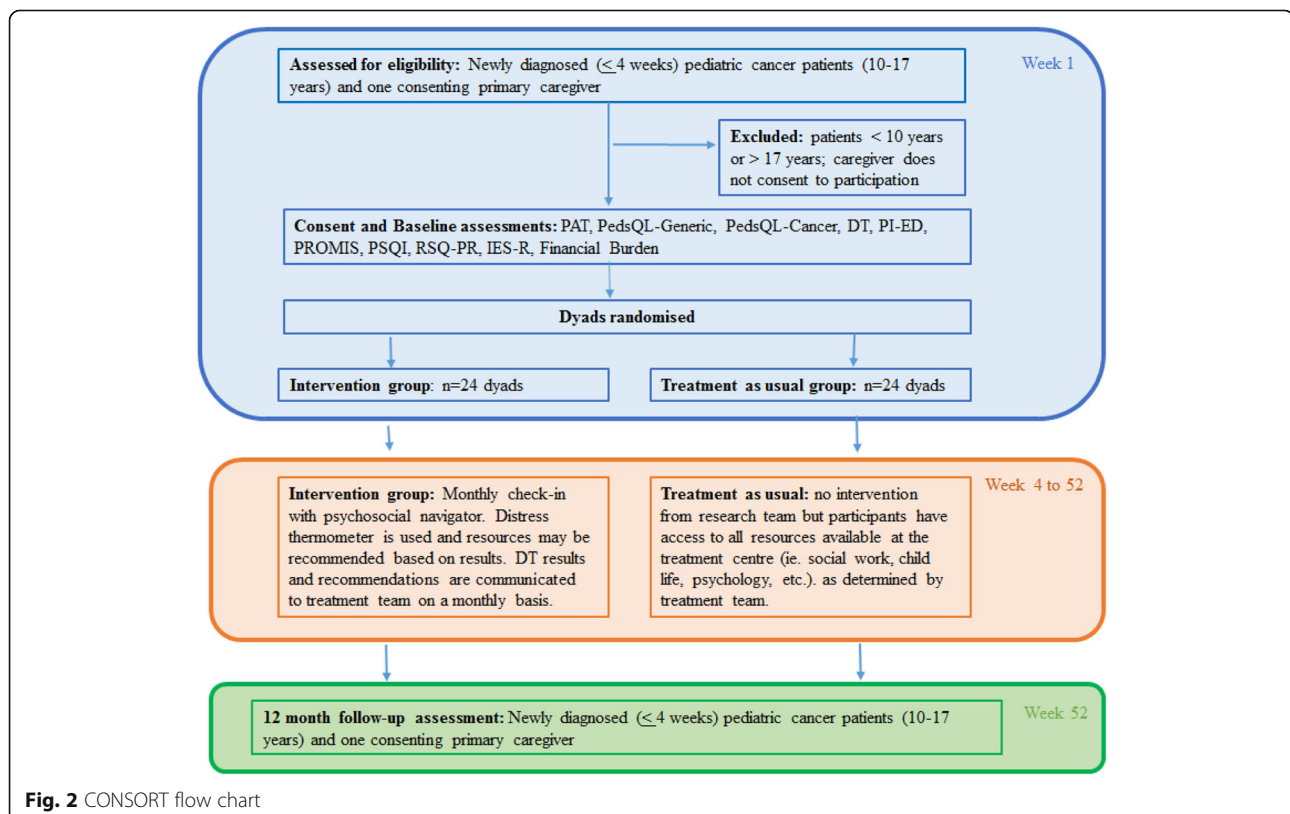 Week 1
Assessed for eligibility: Newly diagnosed (≤ 4 weeks) pediatric cancer patients (10-17
years) and one consenting primary caregiver
Excluded: patients < 10 years
or > 17 years; caregiver does
not consent to participation
Consent and Baseline assessments: PAT, PedsQL-Generic, PedsQL-Cancer, DT, PI-ED,
PROMIS, PSQI, RSQ-PR, IES-R, Financial Burden
Dyads randomised
Intervention group: n=24 dyads
Treatment as usual group: n=24 dyads
Week 4 to 52
Intervention group: Monthly check-in
with psychosocial navigator. Distress
thermometer is used and resources may be
recommended based on results. DT results
and recommendations are communicated
to treatment team on a monthly basis.
Treatment as usual: no intervention
from research team but participants have
access to all resources available at the
treatment centre (ie. social work, child
life, psychology, etc.). as determined by
treatment team.
Week 52
12 month follow-up assessment: Newly diagnosed (≤ 4 weeks) pediatric cancer patients (10-17
years) and one consenting primary caregiver
Fig. 2 CONSORT flow chart